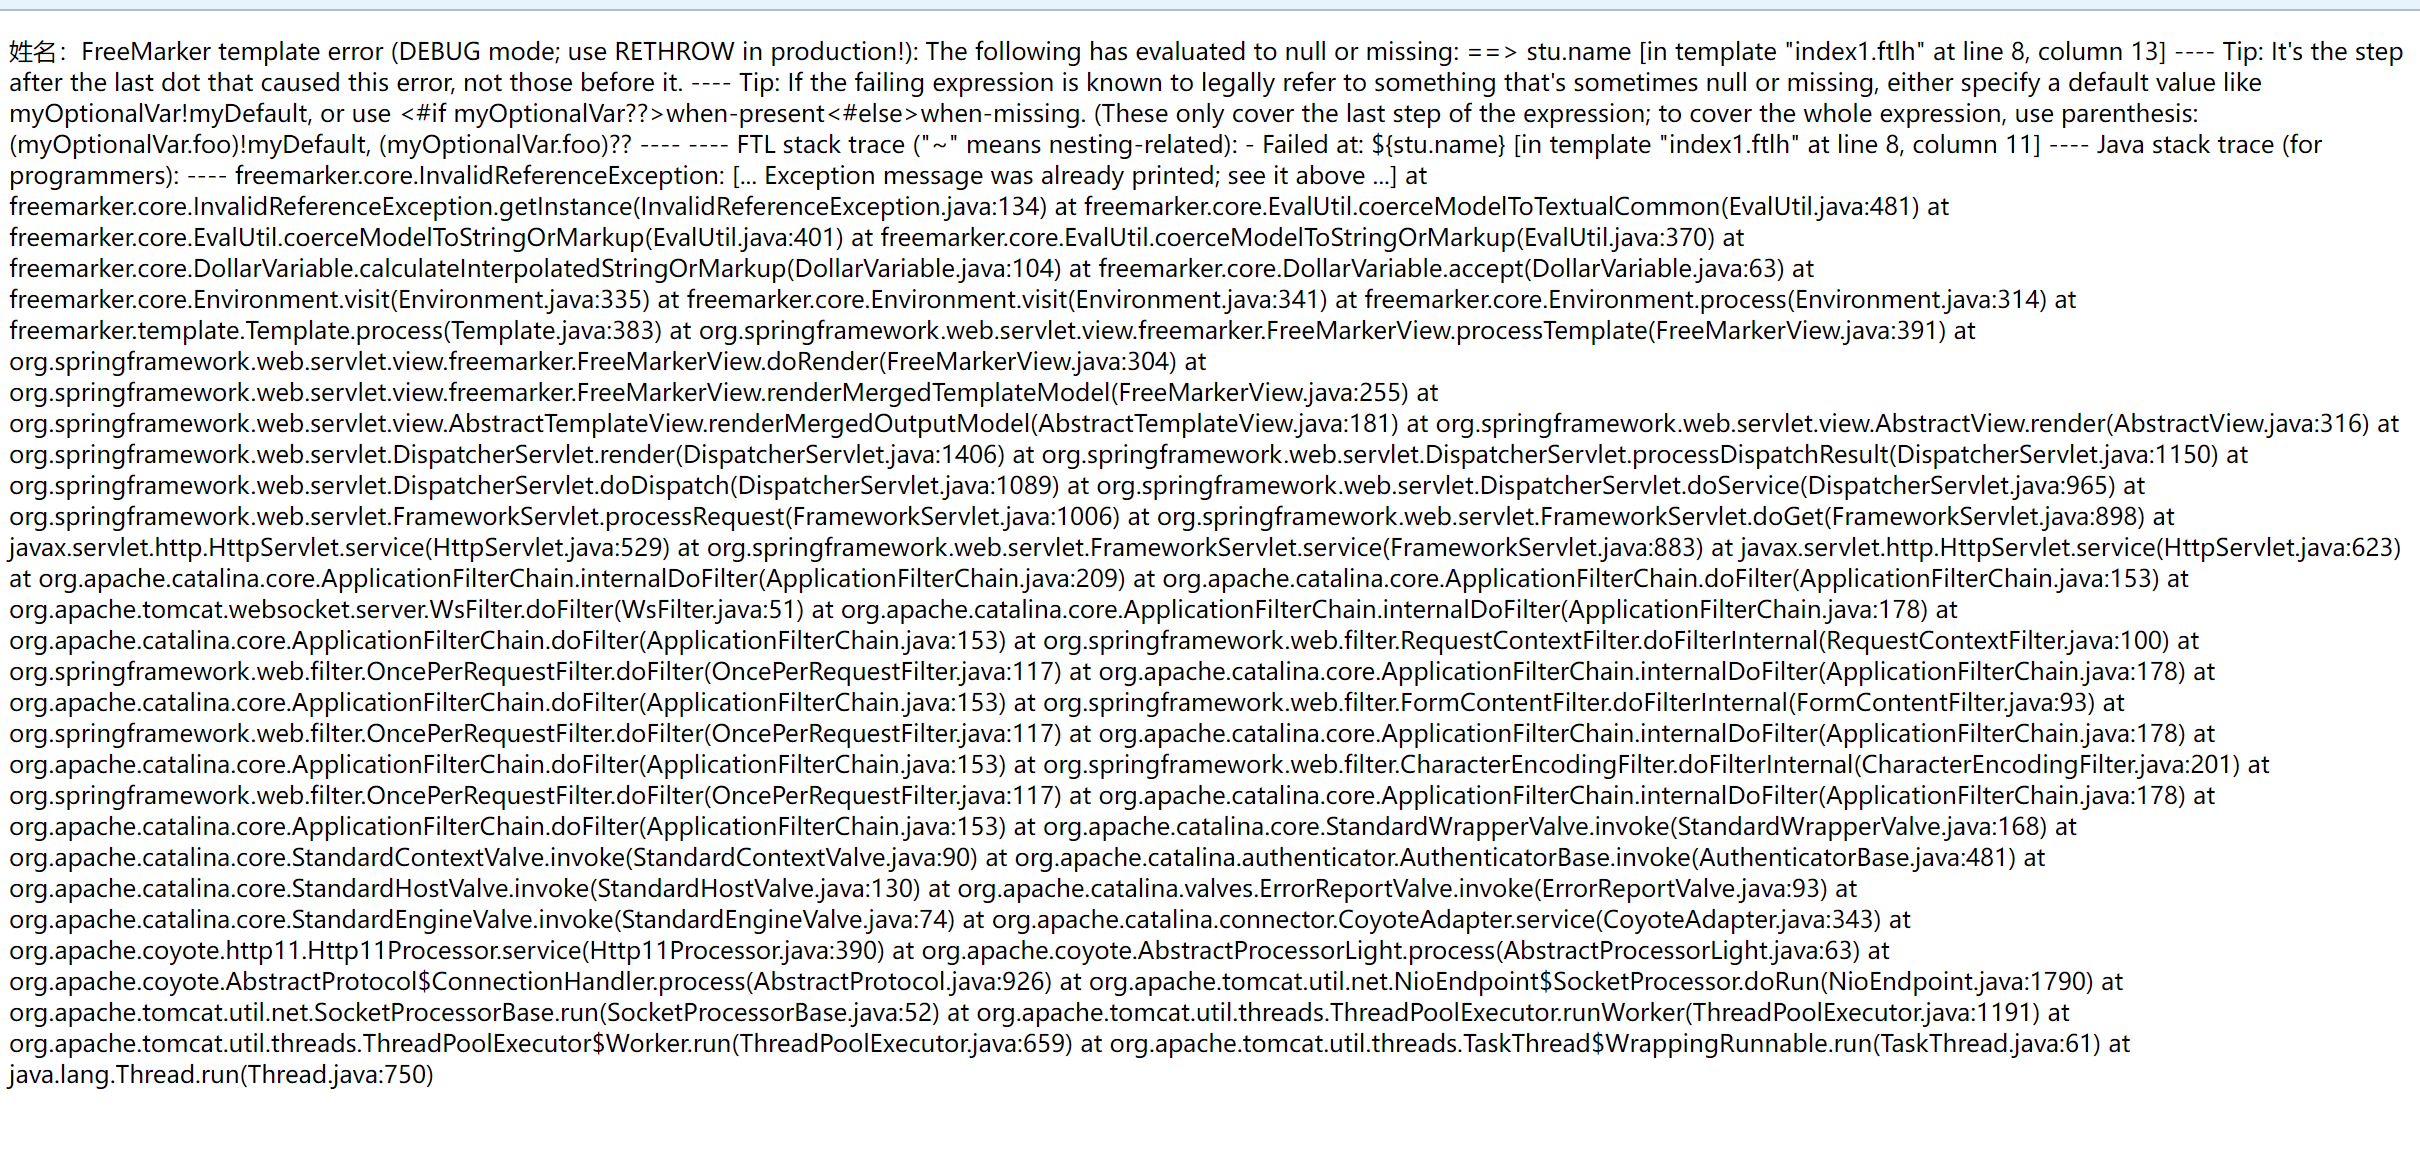 姓名：FreeMarker template error (DEBUG mode; use RETHROW in production!): The following has evaluated to null or missing: ==> stu.name [in template "index1.ftlh" at line 8, column 13] ---- Tip: It's the step
after the last dot that caused this error, not those before it. ---- Tip: If the failing expression is known to legally refer to something that's sometimes null or missing, either specify a default value like
myOptionalVar!myDefault, or use <#if myOptionalVar??>when-present<#else>when-missing. (These only cover the last step of the expression; to cover the whole expression, use parenthesis:
(myOptionalVar.foo)!myDefault, (myOptionalVar.foo)?? ---- ---- FTL stack trace ("~" means nesting-related): - Failed at: ${stu.name} [in template "index1.ftlh" at line 8, column 11] ---- Java stack trace (for
programmers): ---- freemarker.core.InvalidReferenceException: [... Exception message was already printed; see it above ...] at
freemarker.core.InvalidReferenceException.getInstance(InvalidReferenceException.java:134) at freemarker.core.EvalUtil.coerceModelToTextualCommon(EvalUtil.java:481) at
freemarker.core.EvalUtil.coerceModelToStringOrMarkup(EvalUtil.java:401) at freemarker.core.EvalUtil.coerceModelToStringOrMarkup(EvalUtil.java:370) at
freemarker.core.DollarVariable.calculateInterpolatedStringOrMarkup(DollarVariable.java:104) at freemarker.core.DollarVariable.accept(DollarVariable.java:63) at
freemarker.core.Environment.visit(Environment.java:335) at freemarker.core.Environment.visit(Environment.java:341) at freemarker.core.Environment.process(Environment.java:314) at
freemarker.template.Template.process(Template.java:383) at org.springframework.web.servlet.view.freemarker.FreeMarkerView.processTemplate(FreeMarkerView.java:391) at
org.springframework.web.servlet.view.freemarker.FreeMarkerView.doRender(FreeMarkerView.java:304) at
org.springframework.web.servlet.view.freemarker.FreeMarkerView.renderMergedTemplateModel(FreeMarkerView.java:255) at
org.springframework.web.servlet.view.AbstractTemplateView.renderMergedOutputModel(AbstractTemplateView.java:181) at org.springframework.web.servlet.view.AbstractView.render(AbstractView.java:316) at
org.springframework.web.servlet.DispatcherServlet.render(DispatcherServlet.java:1406) at org.springframework.web.servlet.DispatcherServlet.processDispatchResult(DispatcherServlet.java:1150) at
org.springframework.web.servlet.DispatcherServlet.doDispatch(DispatcherServlet.java:1089) at org.springframework.web.servlet.DispatcherServlet.doService(DispatcherServlet.java:965) at
org.springframework.web.servlet.FrameworkServlet.processRequest(FrameworkServlet.java:1006) at org.springframework.web.servlet.FrameworkServlet.doGet(FrameworkServlet.java:898) at
javax.servlet.http.HttpServlet.service(HttpServlet.java:529) at org.springframework.web.servlet.FrameworkServlet.service(FrameworkServlet.java:883) at javax.servlet.http.HttpServlet.service(HttpServlet.java:623)
at org.apache.catalina.core.ApplicationFilterChain.internalDoFilter(ApplicationFilterChain.java:209) at org.apache.catalina.core.ApplicationFilterChain.doFilter(ApplicationFilterChain.java:153) at
org.apache.tomcat.websocket.server.WsFilter.doFilter(WsFilter.java:51) at org.apache.catalina.core.ApplicationFilterChain.internalDoFilter(ApplicationFilterChain.java:178) at
org.apache.catalina.core.ApplicationFilterChain.doFilter(ApplicationFilterChain.java:153) at org.springframework.web.filter.RequestContextFilter.doFilterInternal(RequestContextFilter.java:100) at
org.springframework.web.filter.OncePerRequestFilter.doFilter(OncePerRequestFilter.java:117) at org.apache.catalina.core.ApplicationFilterChain.internalDoFilter(ApplicationFilterChain.java:178) at
org.apache.catalina.core.ApplicationFilterChain.doFilter(ApplicationFilterChain.java:153) at org.springframework.web.filter.FormContentFilter.doFilterInternal(FormContentFilter.java:93) at
org.springframework.web.filter.OncePerRequestFilter.doFilter(OncePerRequestFilter.java:117) at org.apache.catalina.core.ApplicationFilterChain.internalDoFilter(ApplicationFilterChain.java:178) at
org.apache.catalina.core.ApplicationFilterChain.doFilter(ApplicationFilterChain.java:153) at org.springframework.web.filter.CharacterEncodingFilter.doFilterInternal(CharacterEncodingFilter.java:201) at
org.springframework.web.filter.OncePerRequestFilter.doFilter(OncePerRequestFilter.java:117) at org.apache.catalina.core.ApplicationFilterChain.internalDoFilter(ApplicationFilterChain.java:178) at
org.apache.catalina.core.ApplicationFilterChain.doFilter(ApplicationFilterChain.java:153) at org.apache.catalina.core.StandardWrapperValve.invoke(StandardWrapperValve.java:168) at
org.apache.catalina.core.StandardContextValve.invoke(StandardContextValve.java:90) at org.apache.catalina.authenticator.AuthenticatorBase.invoke(AuthenticatorBase.java:481) at
org.apache.catalina.core.StandardHostValve.invoke(StandardHostValve.java:130) at org.apache.catalina.valves.ErrorReportValve.invoke(ErrorReportValve.java:93) at
org.apache.catalina.core.StandardEngineValve.invoke(StandardEngineValve.java:74) at org.apache.catalina.connector.CoyoteAdapter.service(CoyoteAdapter.java:343) at
org.apache.coyote.http11.Http11Processor.service(Http11Processor.java:390) at org.apache.coyote.AbstractProcessorLight.process(AbstractProcessorLight.java:63) at
org.apache.coyote.AbstractProtocol$ConnectionHandler.process(AbstractProtocol.java:926) at org.apache.tomcat.util.net.NioEndpoint$SocketProcessor.doRun(NioEndpoint.java:1790) at
org.apache.tomcat.util.net.SocketProcessorBase.run(SocketProcessorBase.java:52) at org.apache.tomcat.util.threads.ThreadPoolExecutor.runWorker(ThreadPoolExecutor.java:1191) at
org.apache.tomcat.util.threads.ThreadPoolExecutor$Worker.run(ThreadPoolExecutor.java:659) at org.apache.tomcat.util.threads.TaskThread$WrappingRunnable.run(TaskThread.java:61) at
java.lang.Thread.run(Thread.java:750)